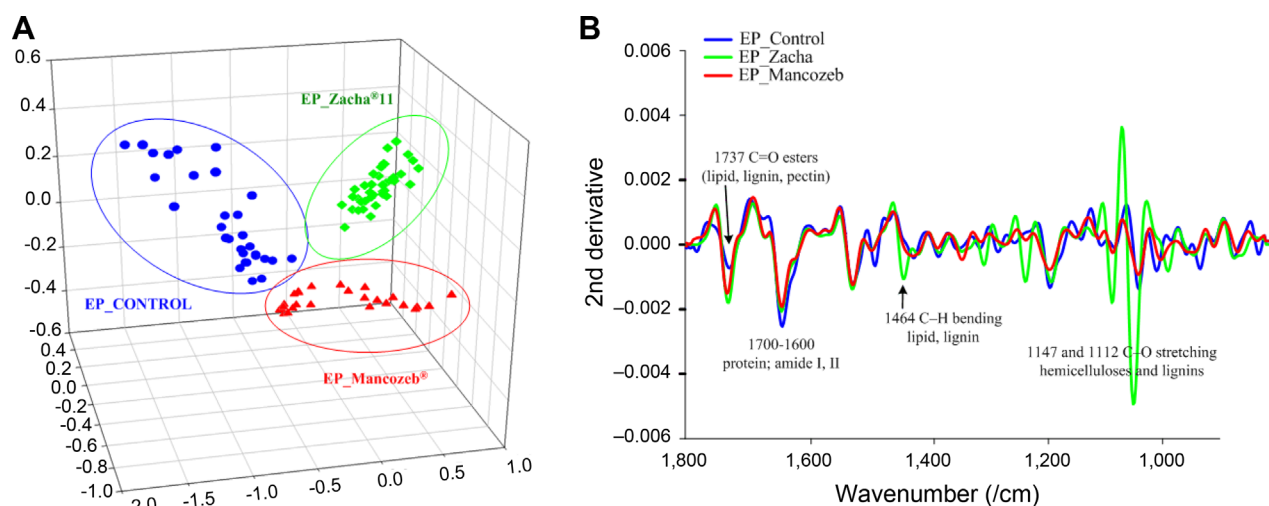 A
0.6
0.4
0.2
0.0
-0.2
-0.4
-0.6
0.4
0.2
0.0
-0.2
-0.4
-0.6
-0.8
-1.0
-1.5
-1.0
-0.5
0.0
0.5
1.0
EP_Zacha®11
EP_CONTROL
EP_Mancozeb®
B
EP_Control
EP_Zacha
EP_Mancozeb
0.006
0.004
0.002
0.000
−0.002
−0.004
−0.006
2nd derivative
1737 C=O esters
(lipid, lignin, pectin)
1700-1600
protein; amide I, II
1464 C–H bending
lipid, lignin
1147 and 1112 C–O stretching
hemicelluloses and lignins
1,800
1,600
1,400
1,200
1,000
Wavenumber (/cm)